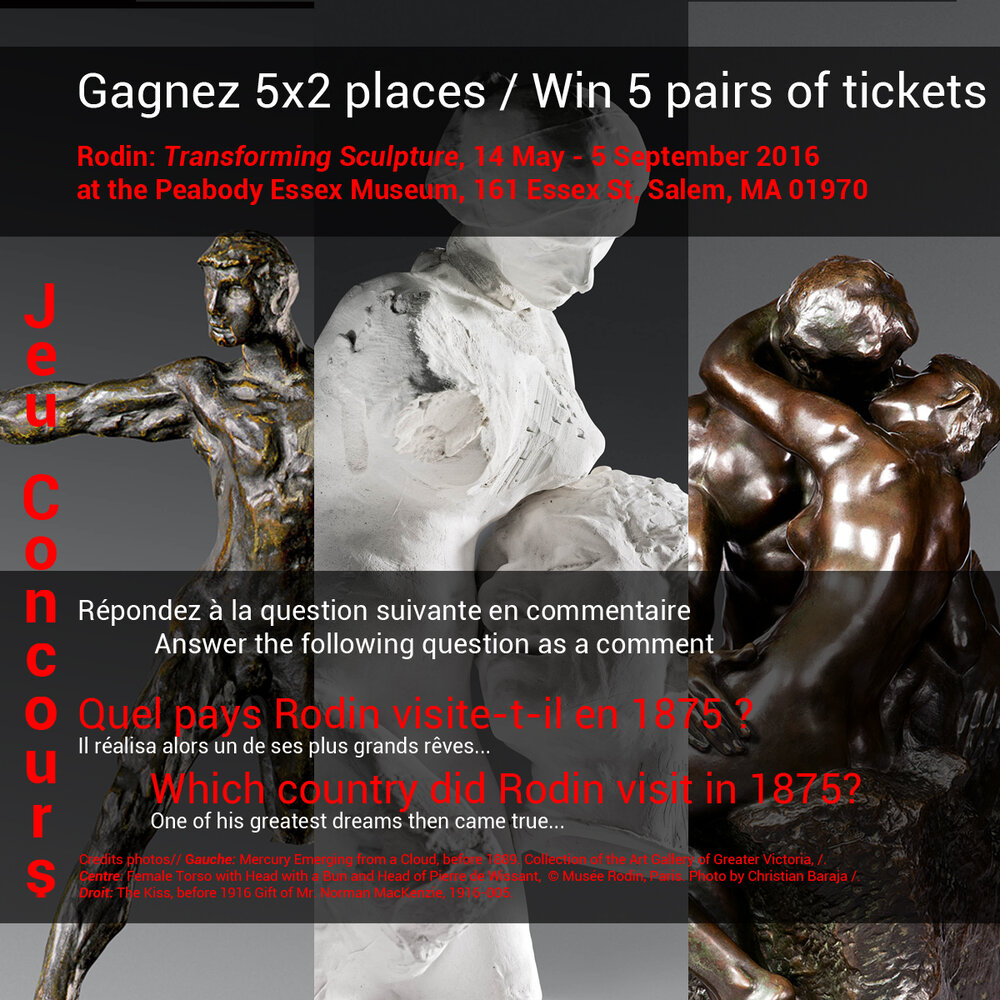 Gagnez 5x2 places / Win 5 pairs of tickets
Rodin: Transforming Sculpture, 14 May - 5 September 2016
at the Peabody Essex Museum, 161 Essex St, Salem, MA 01970
Jeu Concours
Répondez à la question suivante en commentaire
Answer the following question as a comment
Quel pays Rodin visite-t-il en 1875 ?
Il réalisa alors un de ses plus grands rêves...
Which country did Rodin visit in 1875?
One of his greatest dreams then came true...
Crédits photos// Gauche: Mercury Emerging from a Cloud, before 1939. Collection of the Art Gallery of Greater Victoria, /.
Centre: Female Torso with Head with a Bun and Head of Pierre de Wissant, © Musée Rodin, Paris. Photo by Christian Baraja /.
Droit: The Kiss, before 1916 Gift of Mr. Norman MacKenzie, 1916-005.